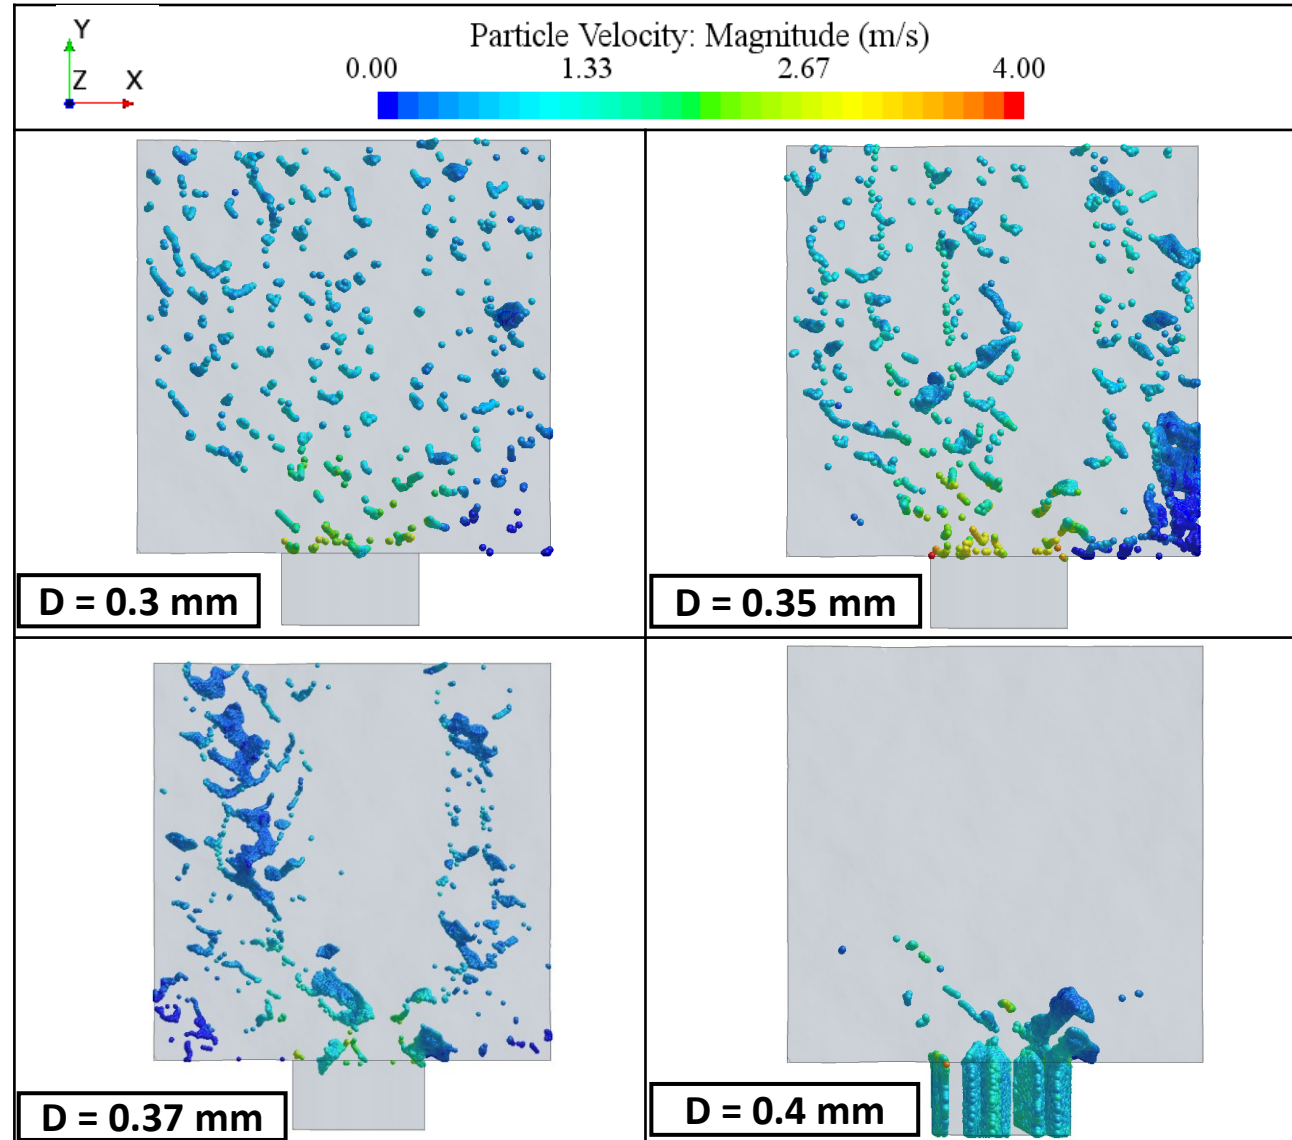 Y
Z X
Particle Velocity: Magnitude (m/s)
0.00 1.33 2.67 4.00
D = 0.3 mm
D = 0.35 mm
D = 0.37 mm
D = 0.4 mm